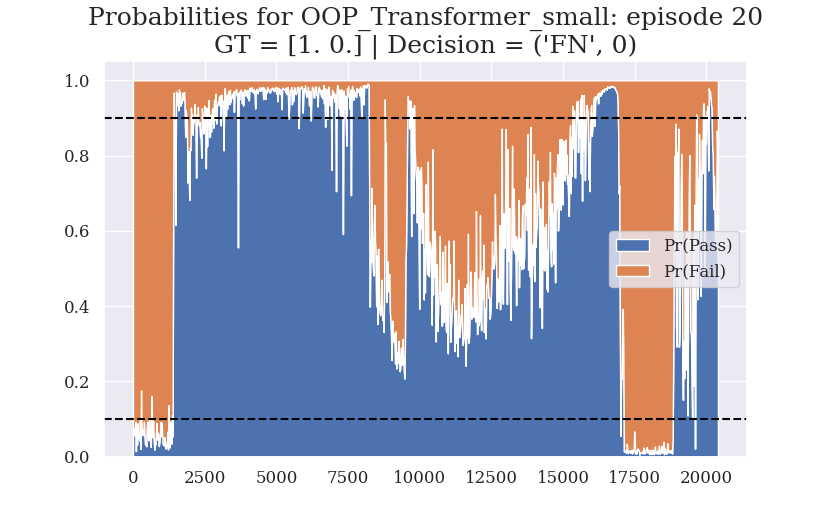 Probabilities for OOP_Transformer_small: episode 20
GT = [1. 0.] | Decision = ('FN', 0)
1.0
0.8
0.6
0.4
0.2
0.0
Pr(Pass)
Pr(Fail)
0 2500 5000 7500 10000 12500 15000 17500 20000